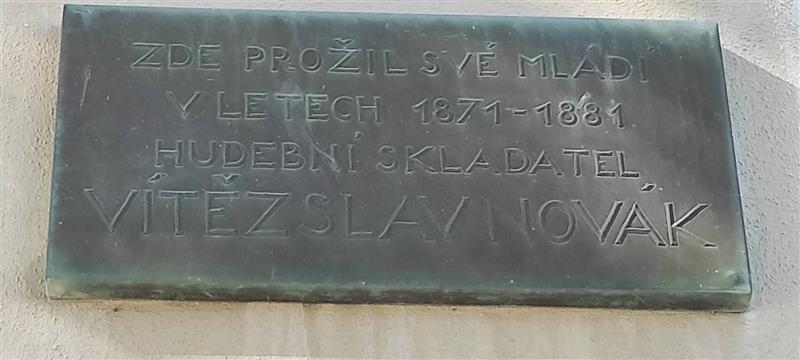 ZDE PROŽIL SVÉ MLÁDÍ
V LETECH 1871-1881
HUDEBNÍ SKLADATEL
VÍTĚZSLAV NOVÁK